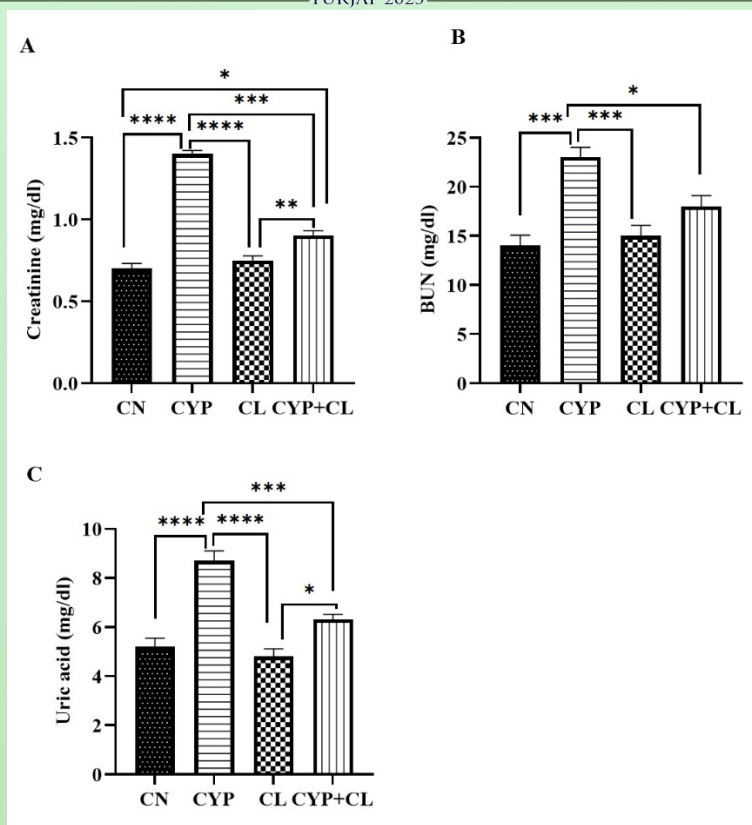 PURJAP 2025
A
*
***
****
****
**
1.5
1.0
0.5
0.0
Creatinine (mg/dl)
CN CYP CL CYP+CL
B
*
***
***
25
20
15
10
5
0
BUN (mg/dl)
CN CYP CL CYP+CL
C
***
****
****
*
10
8
6
4
2
0
Uric acid (mg/dl)
CN CYP CL CYP+CL